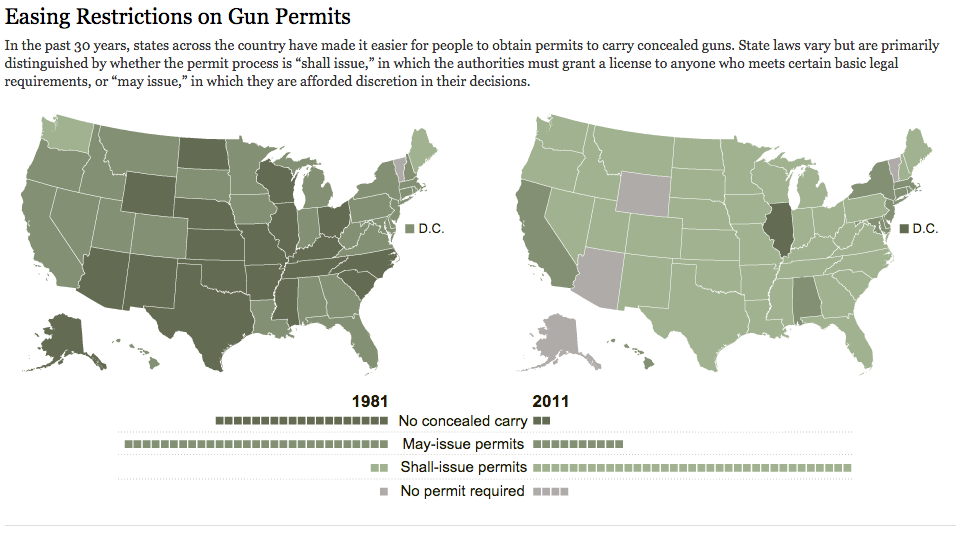 Easing Restrictions on Gun Permits
In the past 30 years, states across the country have made it easier for people to obtain permits to carry concealed guns. State laws vary but are primarily
distinguished by whether the permit process is “shall issue,” in which the authorities must grant a license to anyone who meets certain basic legal
requirements, or “may issue,” in which they are afforded discretion in their decisions.
D.C.
D.C.
1981
2011
No concealed carry
May-issue permits
Shall-issue permits
No permit required